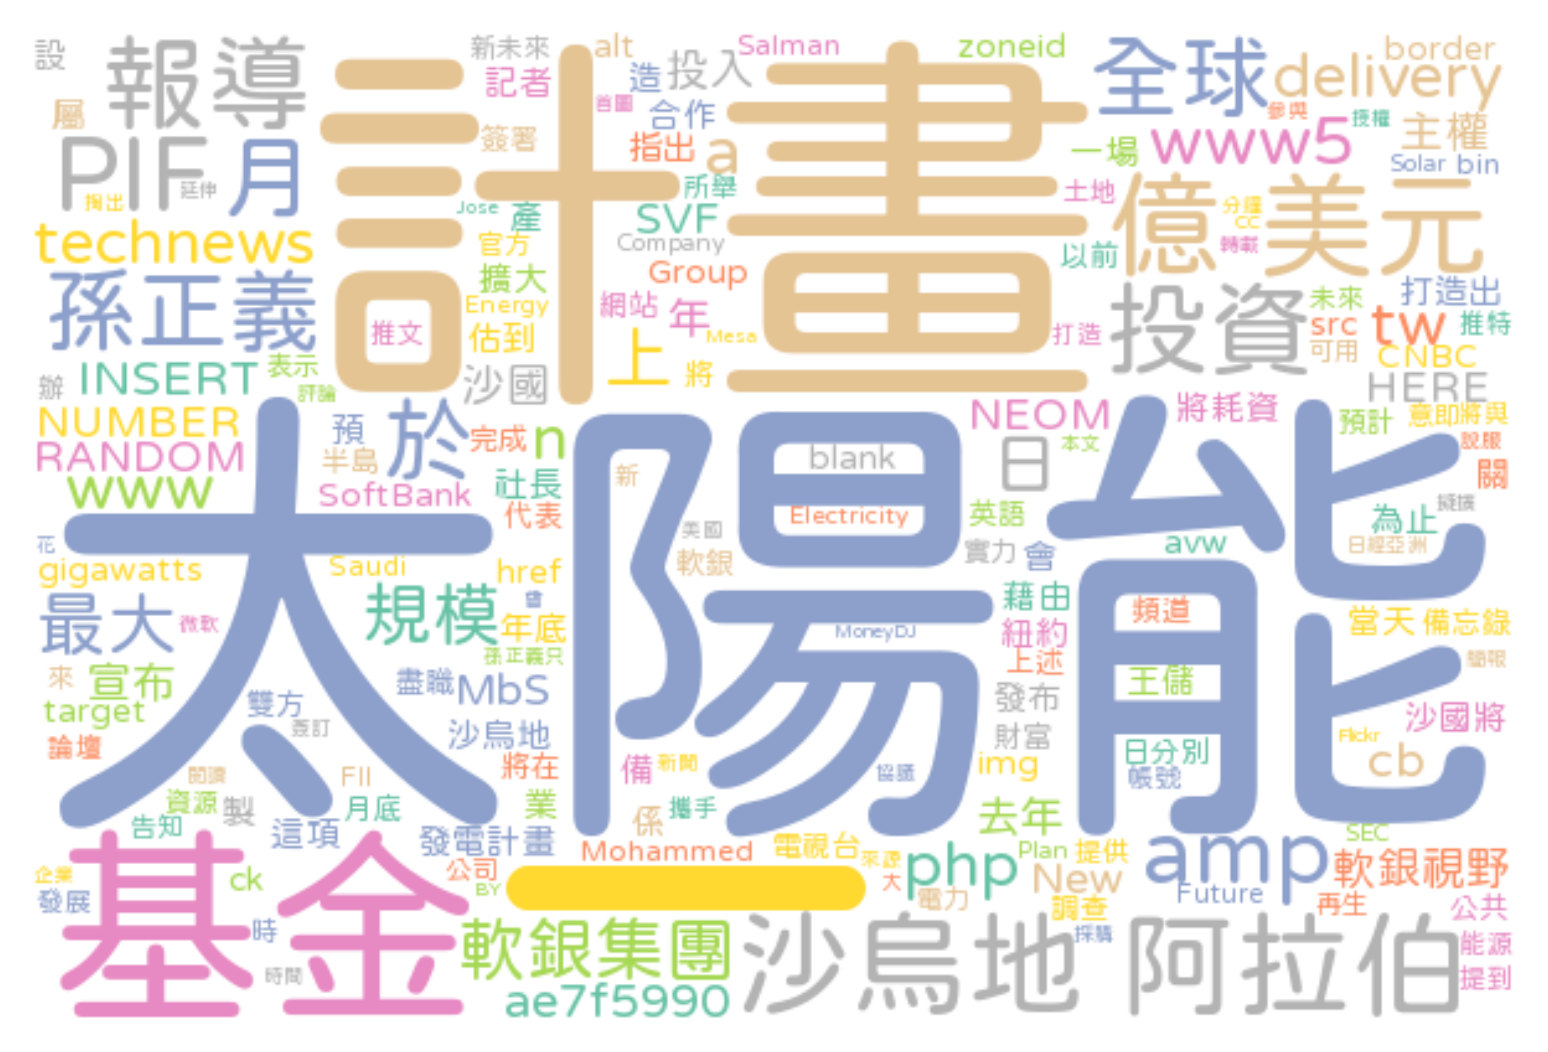 設 報導 新未來 alt 投入 Salman zoneid 全球 border
屬 計畫 記者 造 首圖 合作 delivery 參與 授權
PIF 月 簽署 指出 a 一場 www5 主權
延伸 掏出 所舉 土地 億美元 Solar bin
technews Jose 產 SVF 分鐘 CC 轉載
官方 Company 以前
孫正義 擴大 Group 投資 打造出
Energy 網站 年 未來 src tw 推特
推文 估到 上 Mesa 打造 可用 CNBC
辦 INSERT 表示 評論 沙國 將 HERE
NUMBER 預 於 完成 n NEOM 將耗資 預計 意即將與
RANDOM 半島 日 本文 說服
www SoftBank 社長 新 blank 關
代表 Electricity 英語 為止 擬擴
花 太陽能 美國 實力 會 avw 日經亞洲
gigawatts Saudi href 軟銀
最大 微軟 規模 曾 年底 藉由 頻道 當天 備忘錄
孫正義只 MoneyDJ 紐約 上述 簡報
來 宣布 盡職 MbS 王儲
target 雙方 簽訂 沙烏地 發布 沙國將
論壇 財富 日分別 Flickr
閱讀 FII 將在 備 新聞 協議 img 帳號 cb
資源 製 月底 業 係 攜手 去年
告知 這項 發電計畫 SEC
企業 基金 公司 Mohammed 電視台 來源 php Plan 提供 amp 軟銀視野
發展 ck BY 一 大 電力 New Future 再生
調查 公共
時 軟銀集團 沙烏地 採購 阿拉伯 能源
時間 ae7f5990 提到